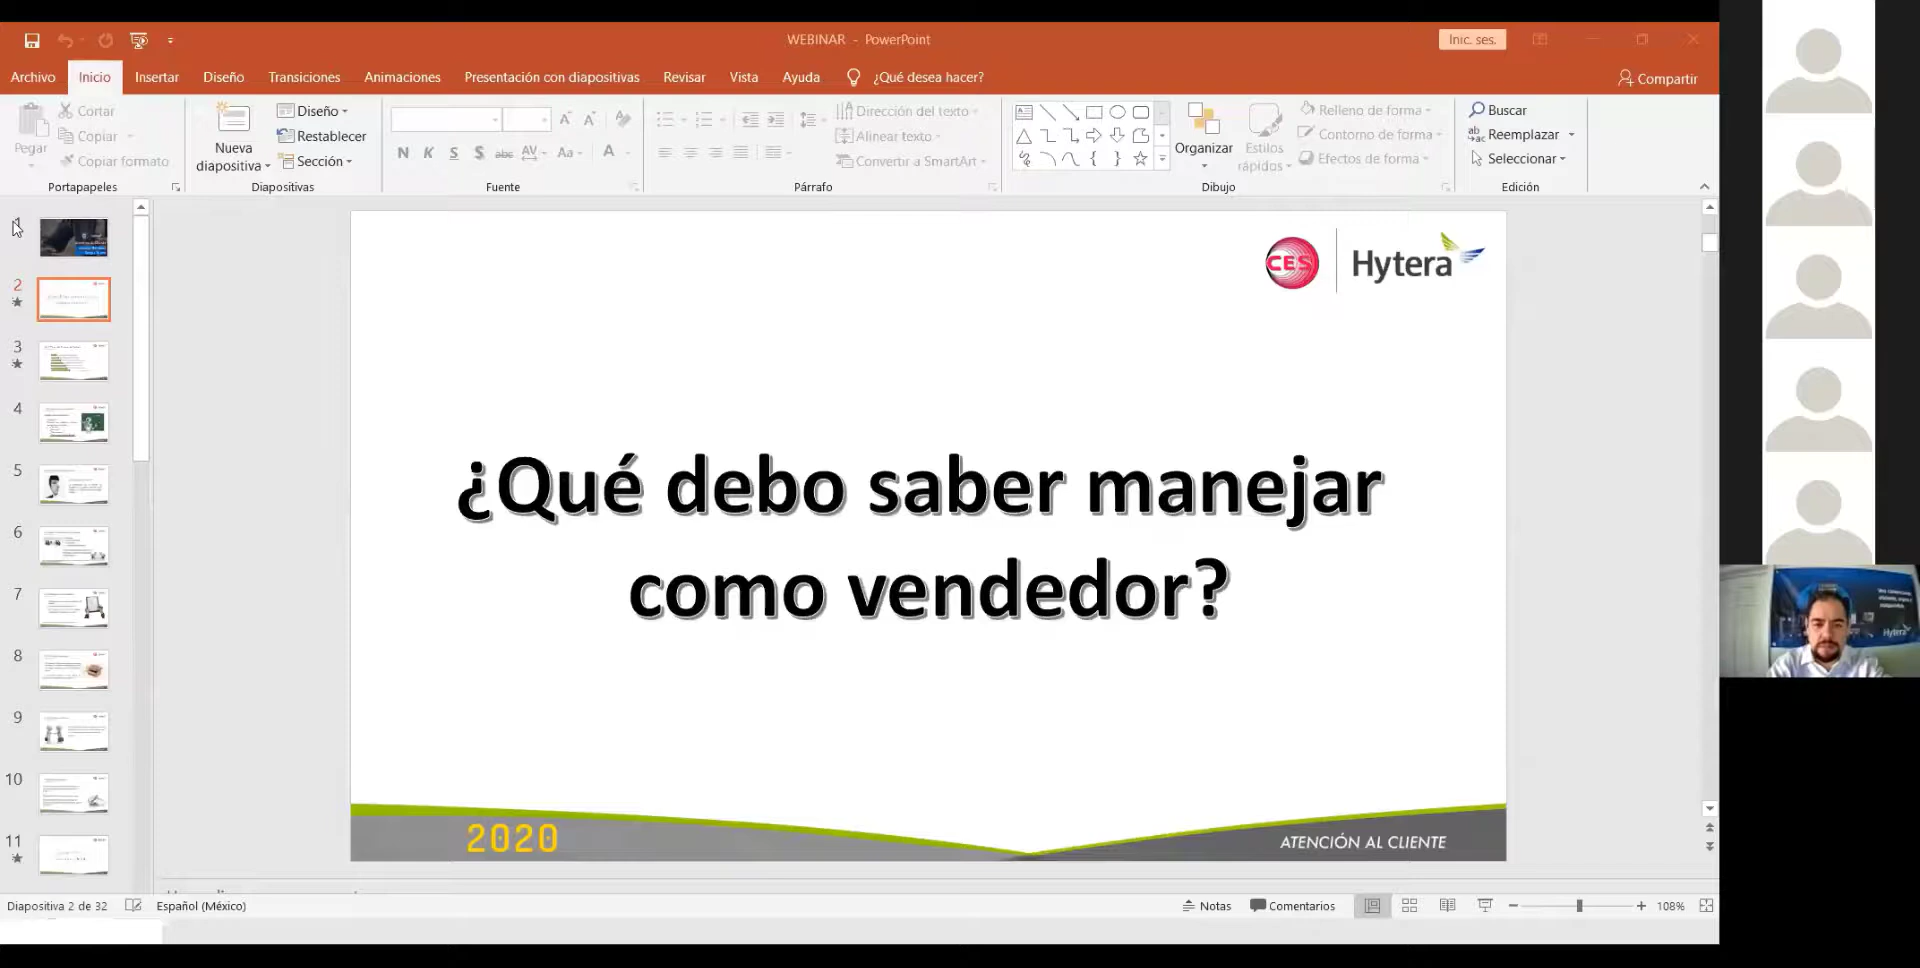 WEBINAR - PowerPoint
Inic. ses.
Archivo
Inicio
Insertar
Diseño
Transiciones
Animaciones
Presentación con diapositivas
Revisar
Vista
Ayuda
¿Qué desea hacer?
Compartir
Pegar
Cortar
Copiar
Copiar formato
Portapapeles
Nueva
diapositiva
Diseño
Restablecer
Sección
Diapositivas
N K S S abc AV Aa A
Fuente
Dirección del texto
Alinear texto
Convertir a SmartArt
Párrafo
Organizar
Estilos
rápidos
Relleno de forma
Contorno de forma
Efectos de forma
Dibujo
Buscar
Reemplazar
Seleccionar
Edición
1
2
3
4
5
6
7
8
9
10
11
CES
Hytera
¿Qué debo saber manejar
como vendedor?
2020
ATENCIÓN AL CLIENTE
Hytera
Diapositiva 2 de 32
Español (México)
Notas
Comentarios
108%